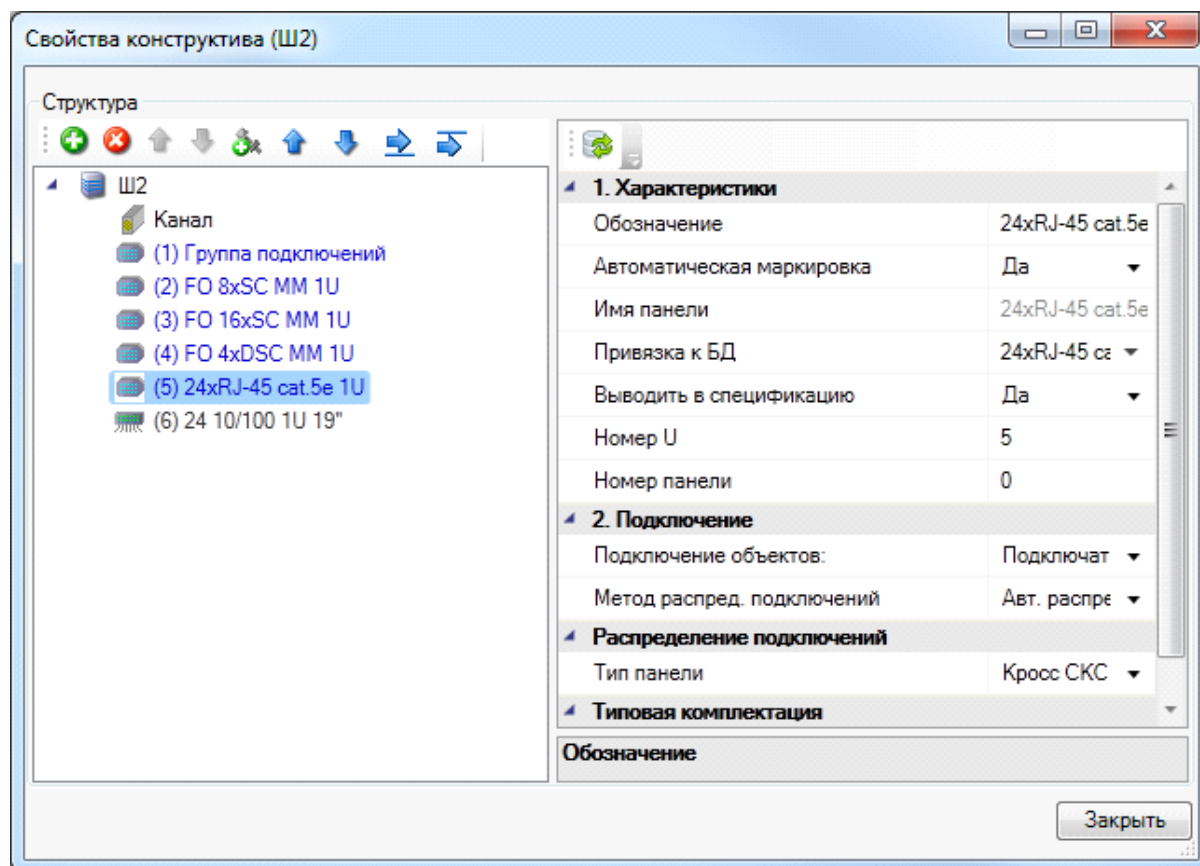 Свойства конструктива (Ш2)
Структура
Ш2
Канал
(1) Группа подключений
(2) FO 8xSC MM 1U
(3) FO 16xSC MM 1U
(4) FO 4xDSC MM 1U
(5) 24xRJ-45 cat.5e 1U
(6) 24 10/100 1U 19"
1. Характеристики
Обозначение 24xRJ-45 cat.5e
Автоматическая маркировка Да
Имя панели 24xRJ-45 cat.5e
Привязка к БД 24xRJ-45 ca
Выводить в спецификацию Да
Номер U 5
Номер панели 0
2. Подключение
Подключение объектов: Подключат
Метод распред. подключений Авт. распре
Распределение подключений
Тип панели Кросс СКС
Типовая комплектация
Обозначение
Закрыть